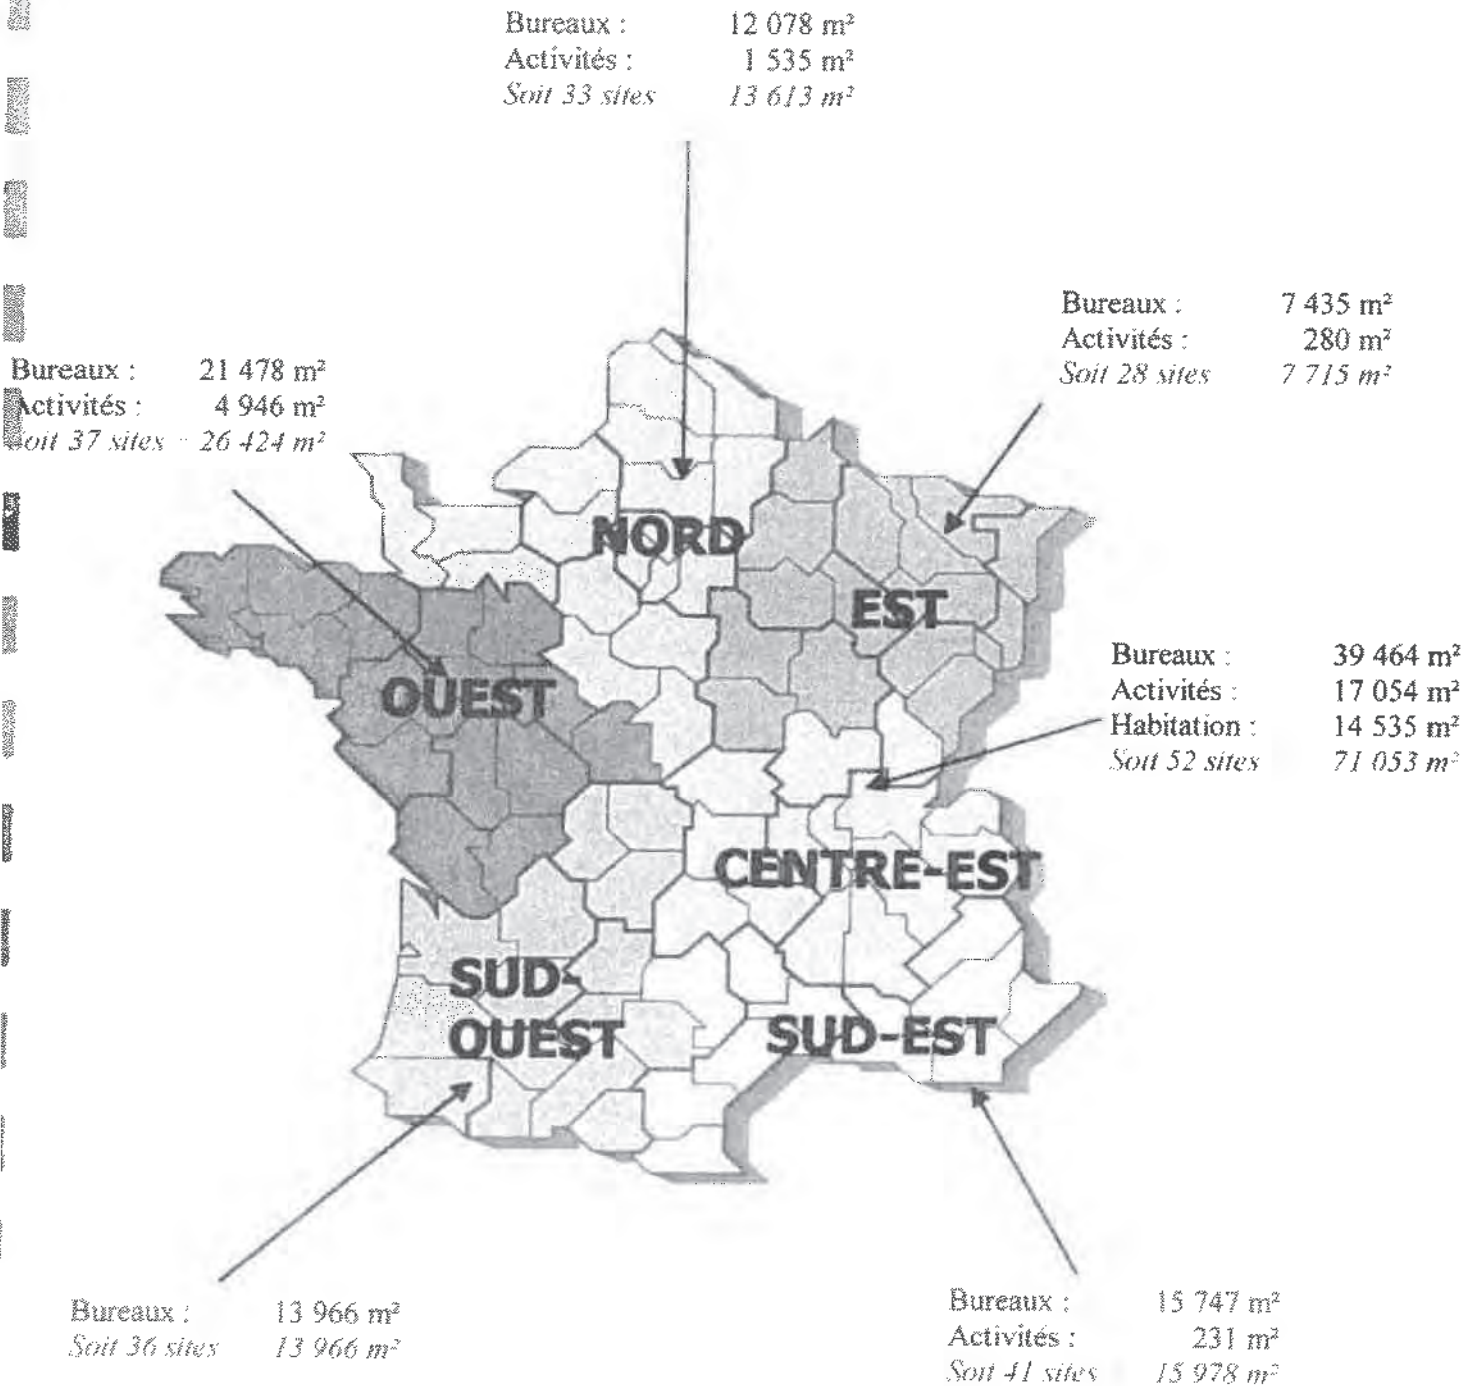 Bureaux : 12 078 m²
Activités : 1 535 m²
Soit 33 sites 13 613 m²
Bureaux : 7 435 m²
Activités : 280 m²
Soit 28 sites 7 715 m²
Bureaux : 21 478 m²
Activités : 4 946 m²
Soit 37 sites 26 424 m²
NORD
EST
Bureaux : 39 464 m²
Activités : 17 054 m²
Habitation : 14 535 m²
Soit 52 sites 71 053 m²
OUEST
CENTRE-EST
SUD-
OUEST
SUD-EST
Bureaux : 13 966 m²
Soit 36 sites 13 966 m²
Bureaux : 15 747 m²
Activités : 231 m²
Soit 41 sites 15 978 m²